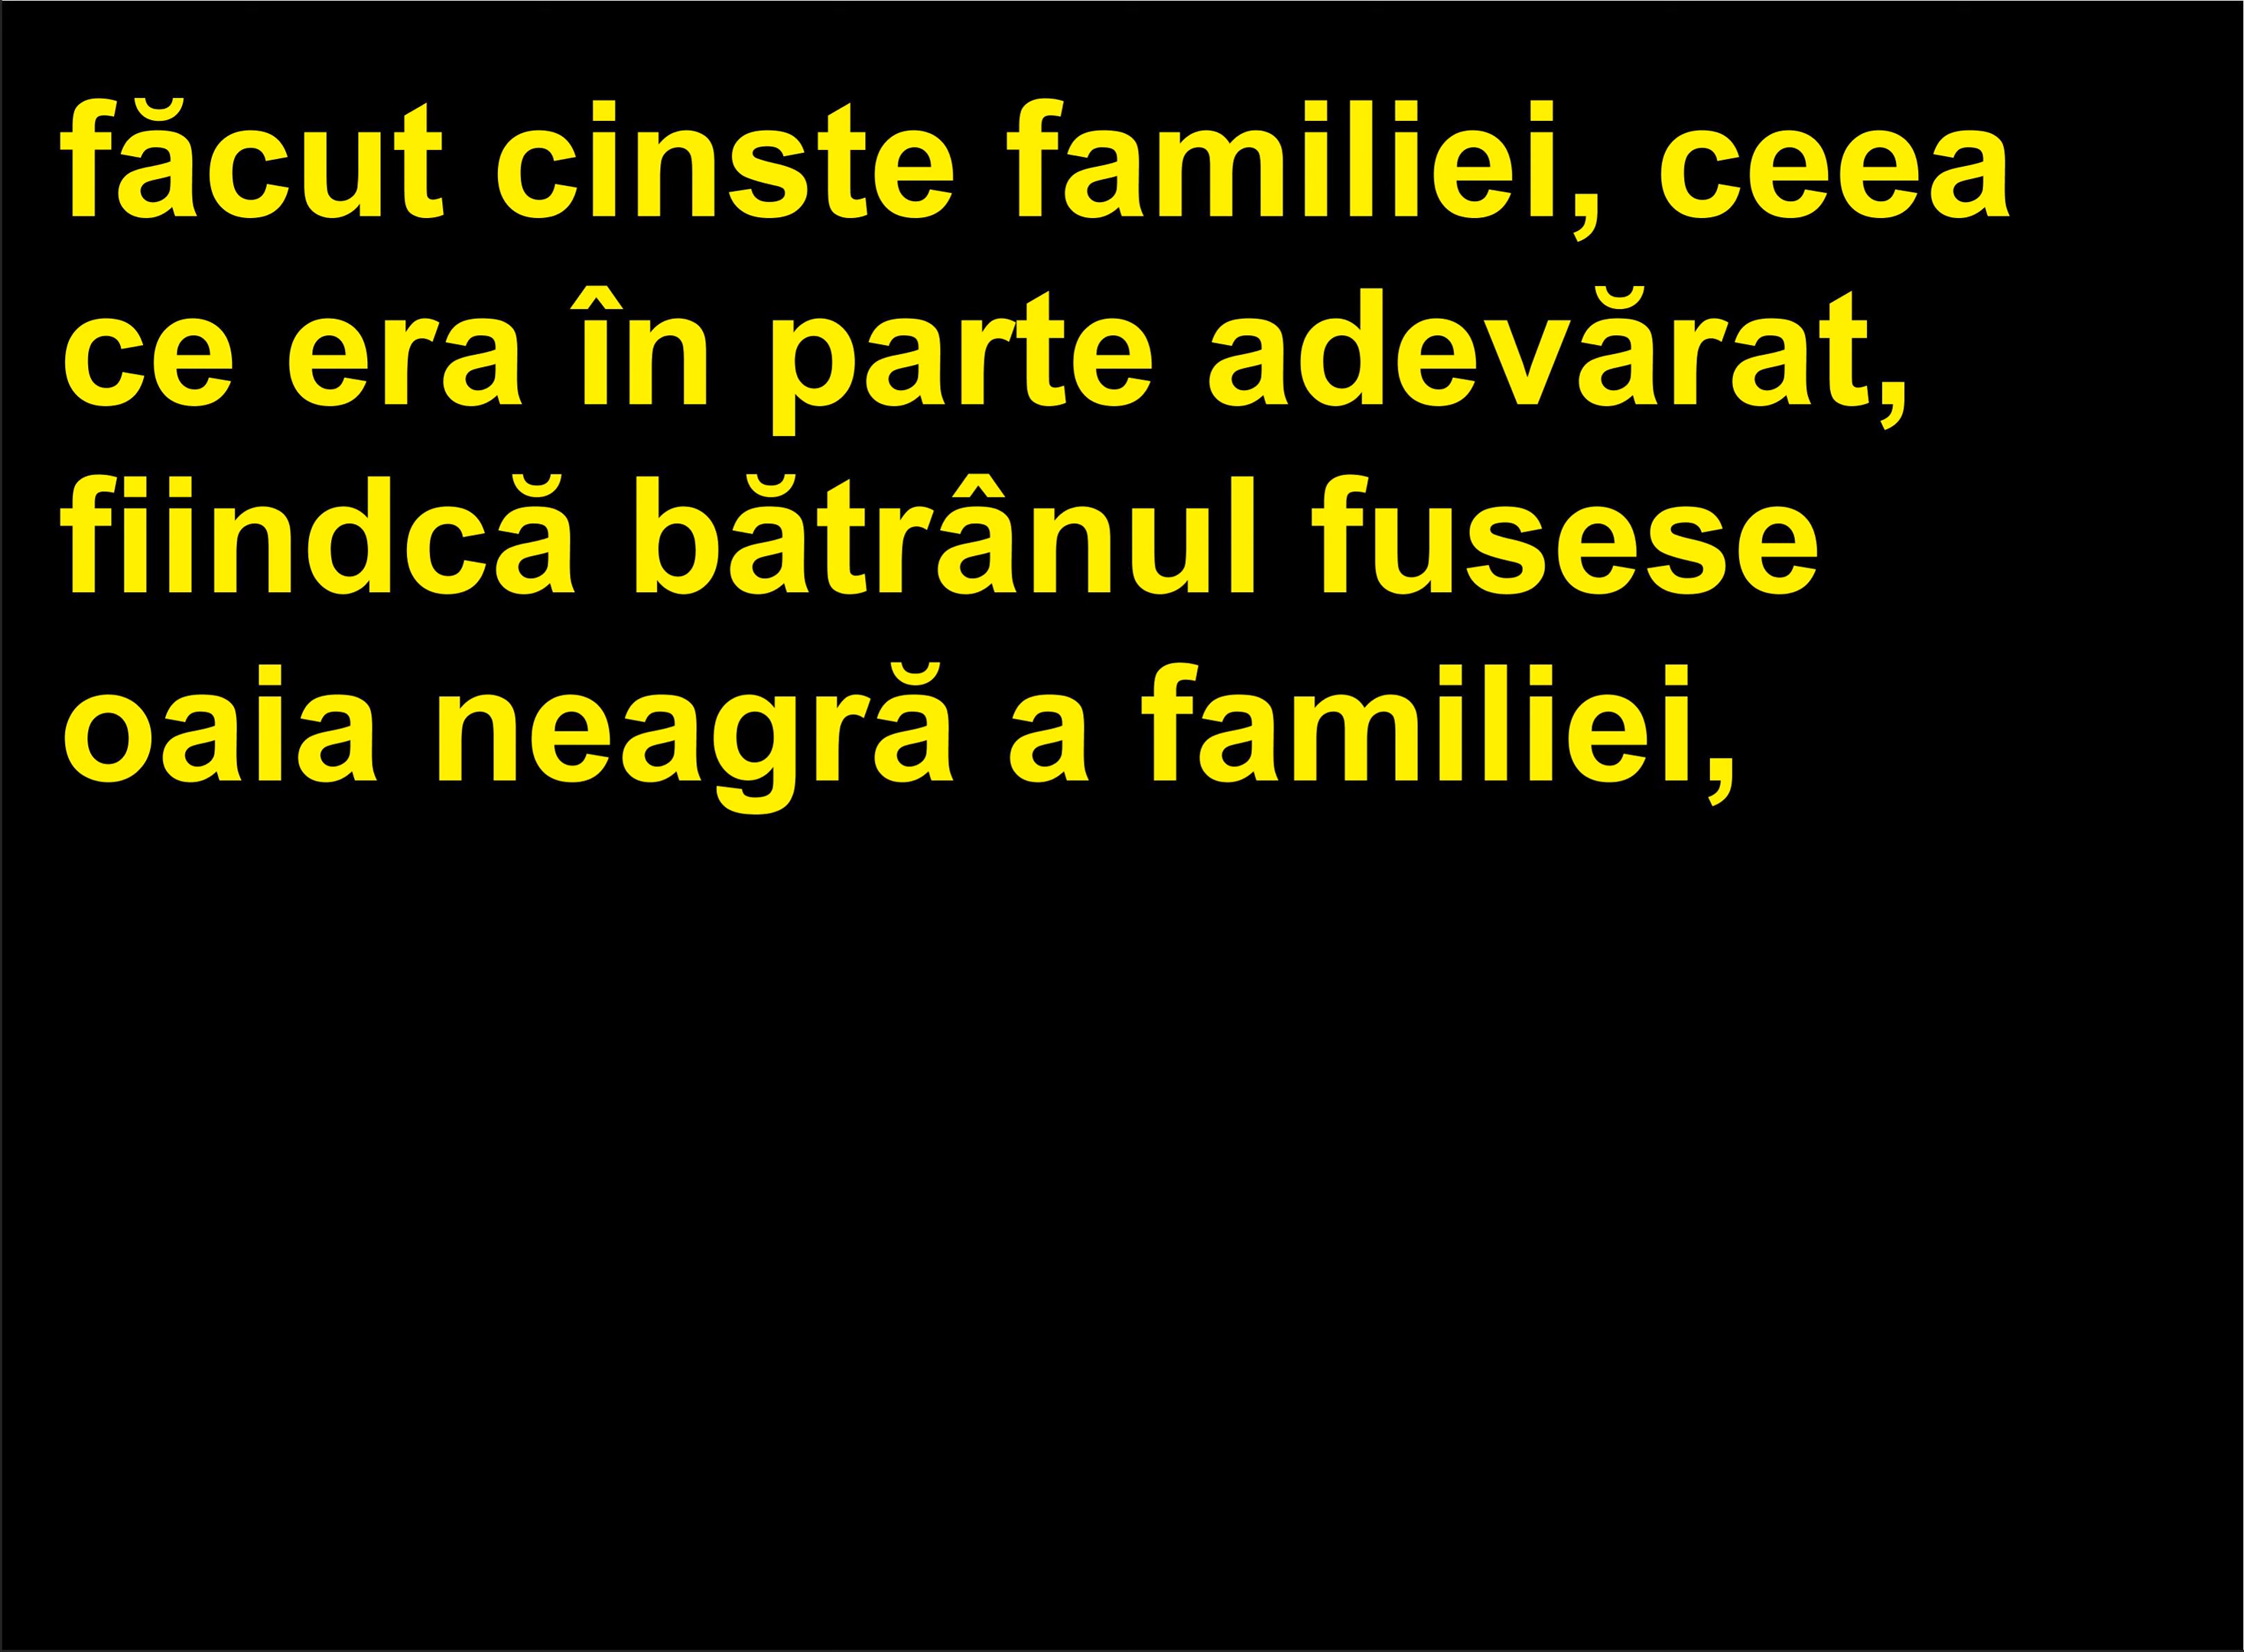 făcut cinste familiei, ceea
ce era în parte adevărat,
fiindcă bătrânul fusese
oaia neagră a familiei,